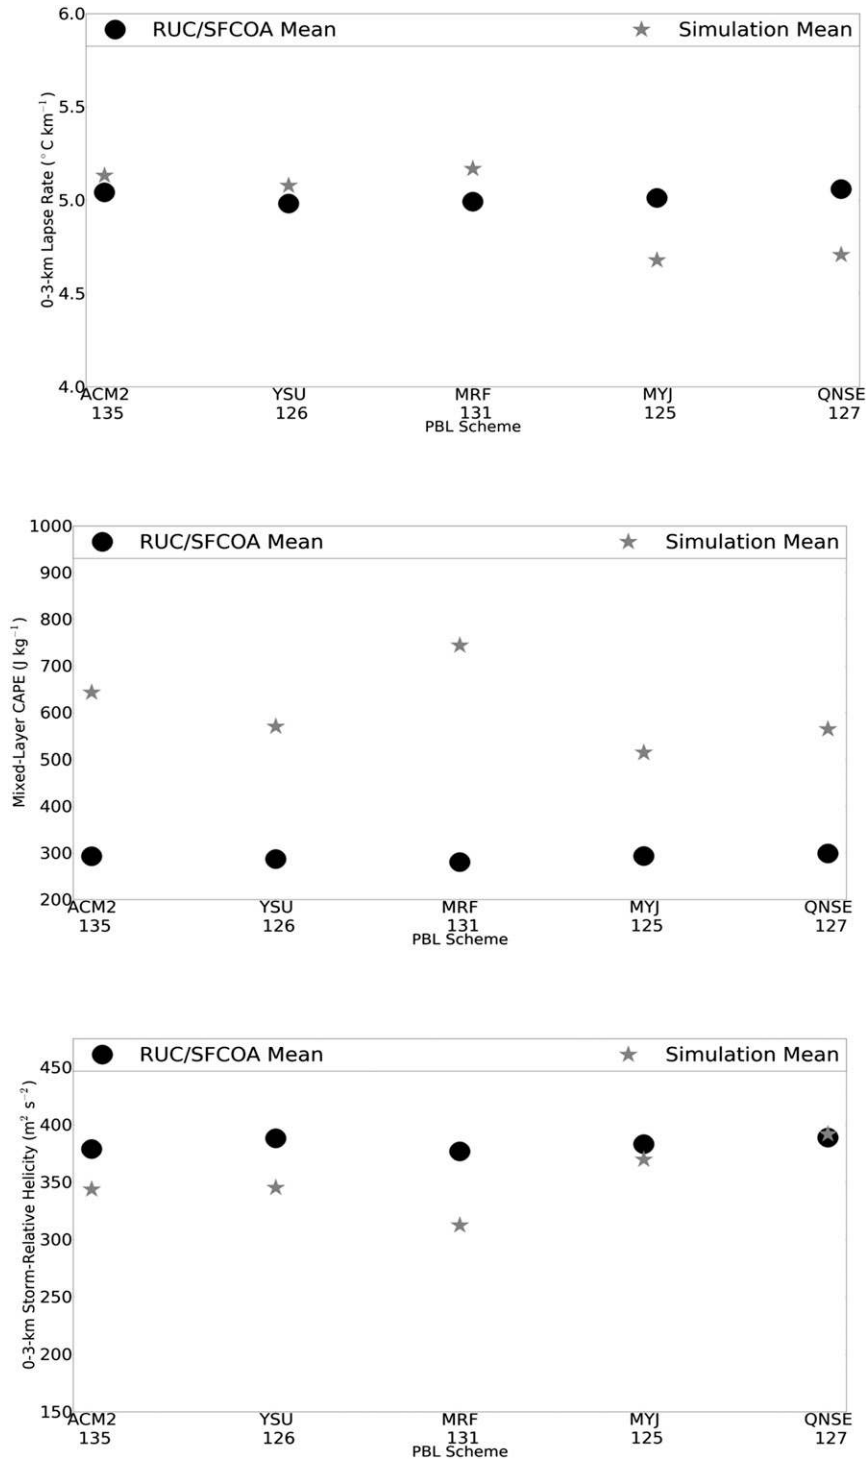 6.0
RUC/SFCOA Mean Simulation Mean
5.5
5.0
4.5
4.0
0-3-km Lapse Rate (°C km⁻¹)
ACM2 YSU MRF MYJ QNSE
135 126 131 125 127
PBL Scheme
1000
RUC/SFCOA Mean Simulation Mean
900
800
700
600
500
400
300
200
Mixed-Layer CAPE (J kg⁻¹)
ACM2 YSU MRF MYJ QNSE
135 126 131 125 127
PBL Scheme
RUC/SFCOA Mean Simulation Mean
450
400
350
300
250
200
150
0-3-km Storm-Relative Helicity (m² s⁻²)
ACM2 YSU MRF MYJ QNSE
135 126 131 125 127
PBL Scheme